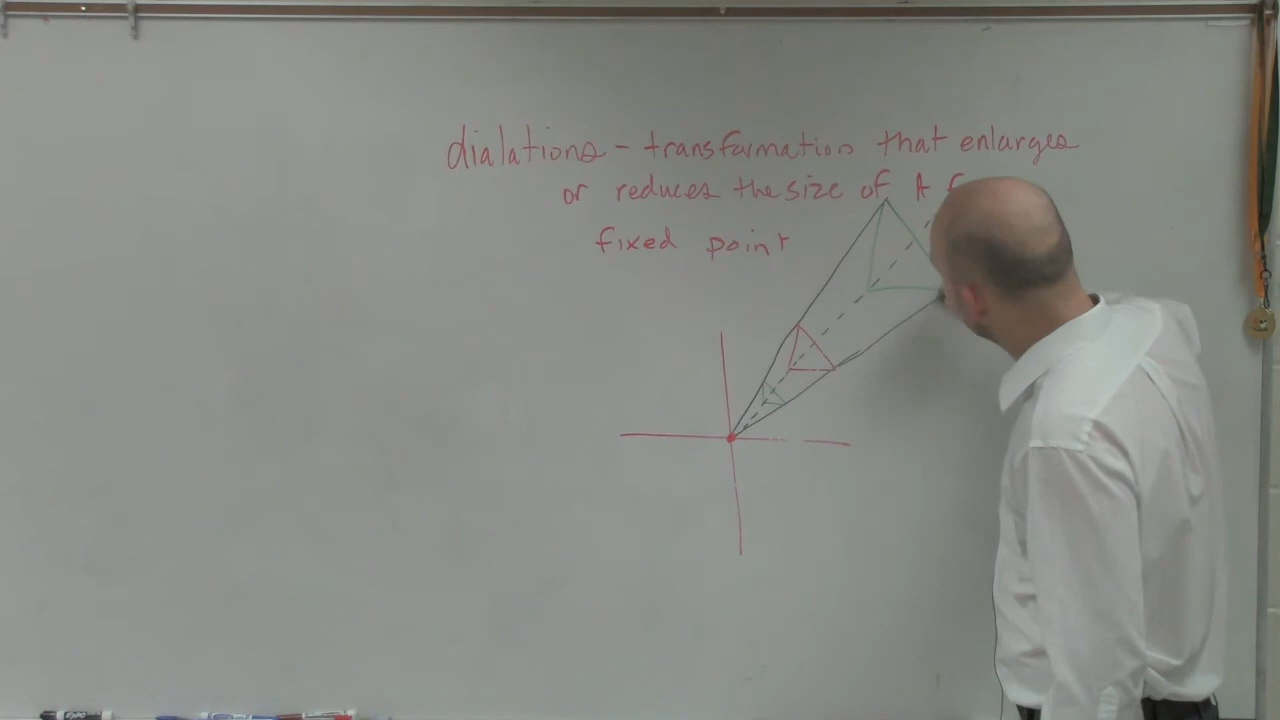 dialations - transformation that enlarges
or reduces the size of A
fixed point